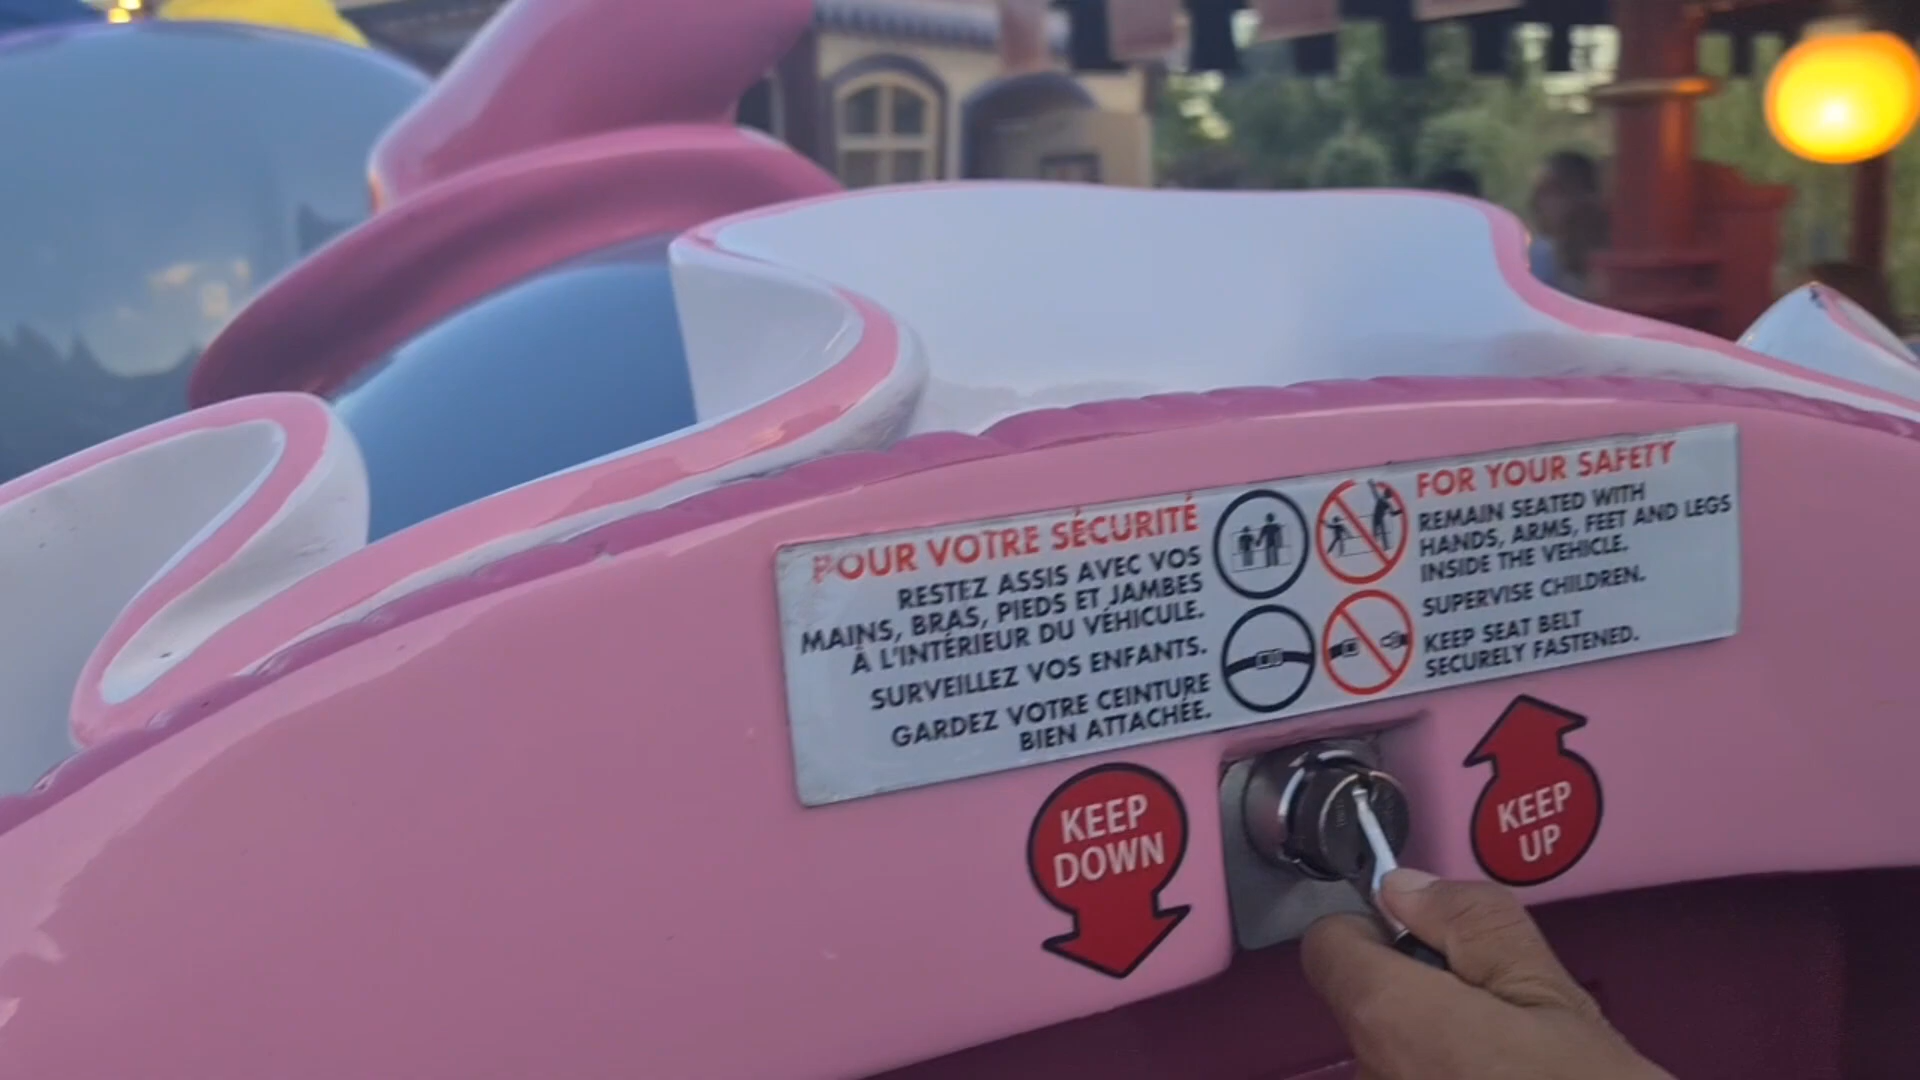 POUR VOTRE SÉCURITÉ
RESTEZ ASSIS AVEC VOS
MAINS, BRAS, PIEDS ET JAMBES
À L'INTÉRIEUR DU VÉHICULE.
SURVEILLEZ VOS ENFANTS.
GARDEZ VOTRE CEINTURE
BIEN ATTACHÉE.
FOR YOUR SAFETY
REMAIN SEATED WITH
HANDS, ARMS, FEET AND LEGS
INSIDE THE VEHICLE.
SUPERVISE CHILDREN.
KEEP SEAT BELT
SECURELY FASTENED.
KEEP
DOWN
KEEP
UP